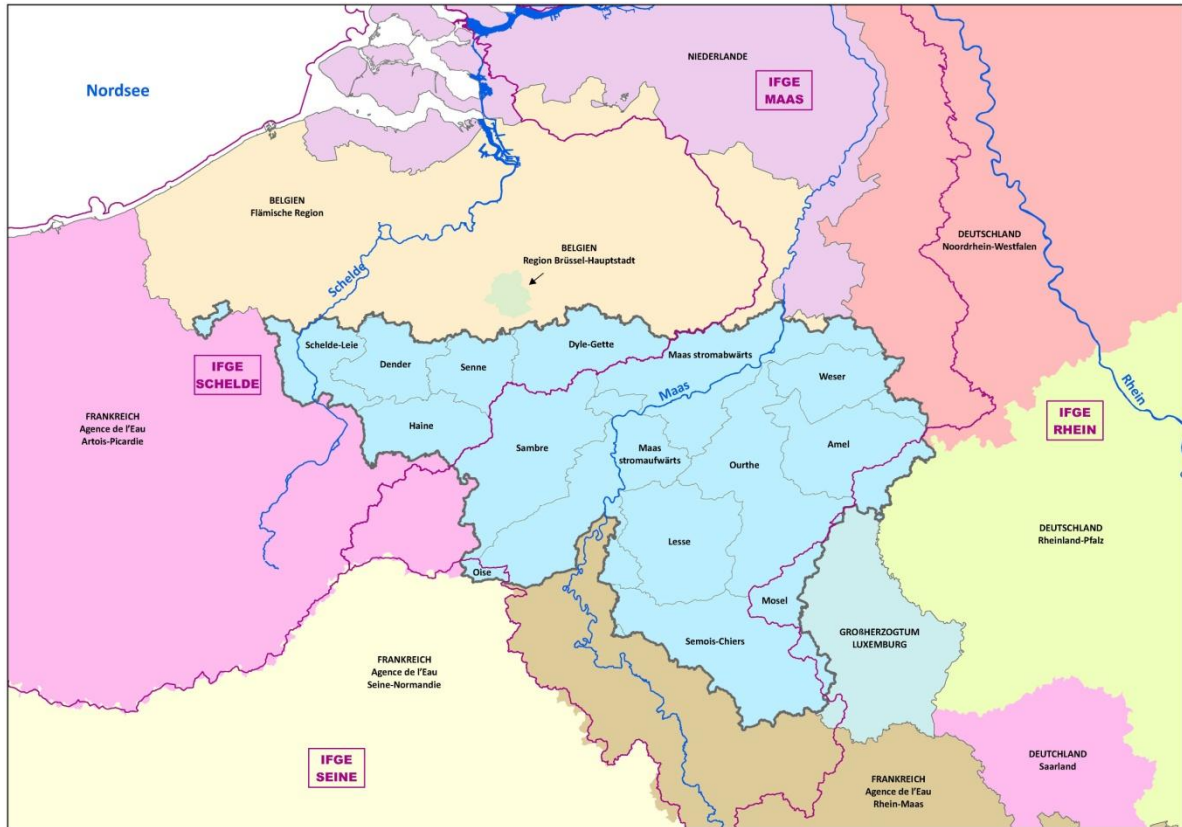 Nordsee
NIEDERLANDE
IFGE
MAAS
BELGIEN
Flämische Region
BELGIEN
Region Brüssel-Hauptstadt
DEUTSCHLAND
Noordrhein-Westfalen
Schelde
Rhein
IFGE
SCHELDE
Schelde-Leie
Dender
Senne
Dyle-Gette
Maas stromabwärts
Maas
Weser
FRANKREICH
Agence de l'Eau
Artois-Picardie
Haine
Sambre
Maas
stromaufwärts
Ourthe
Amel
IFGE
RHEIN
DEUTSCHLAND
Rheinland-Pfalz
Lesse
Oise
Mosel
Semois-Chiers
GROßHERZOGTUM
LUXEMBURG
FRANKREICH
Agence de l'Eau
Seine-Normandie
IFGE
SEINE
FRANKREICH
Agence de l'Eau
Rhein-Maas
DEUTCHLAND
Saarland